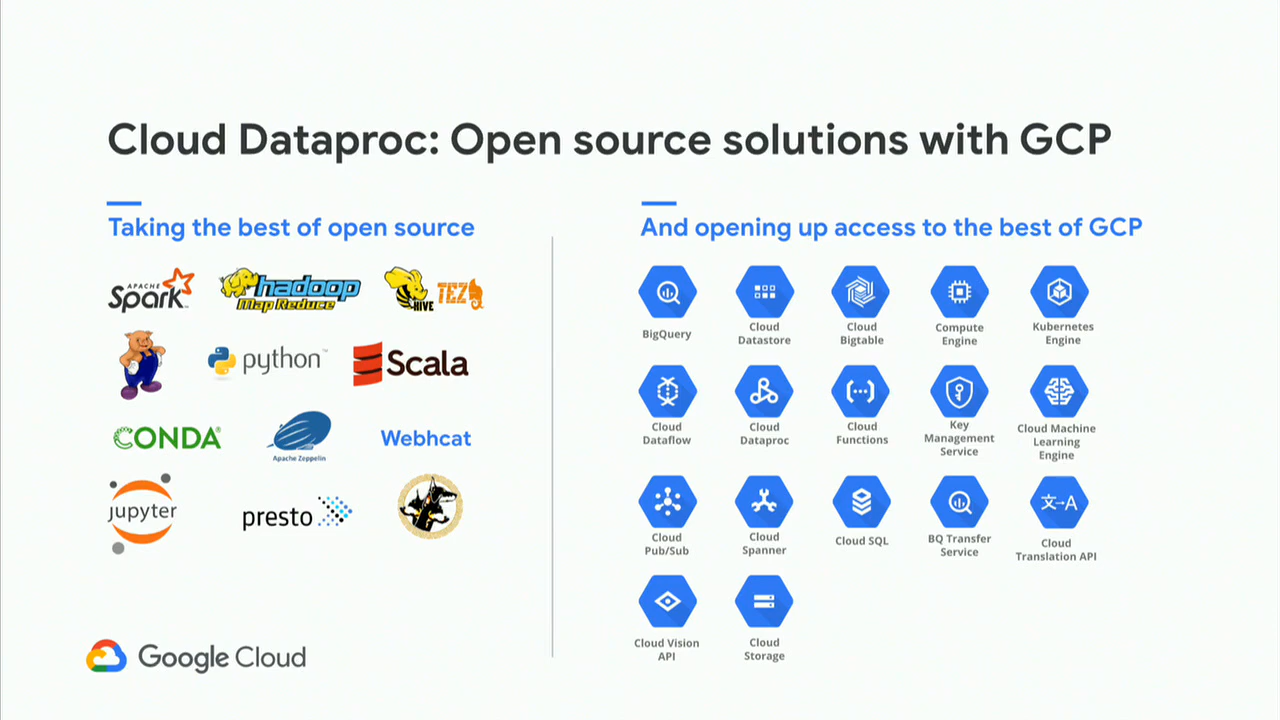 Cloud Dataproc: Open source solutions with GCP
Taking the best of open source
APACHE
Spark™
hadoop
Map Reduce
HIVE
TEZ
python™
Scala
CONDA®
Apache Zeppelin
Webhcat
jupyter
presto
And opening up access to the best of GCP
BigQuery
Cloud
Datastore
Cloud
Bigtable
Compute
Engine
Kubernetes
Engine
Cloud
Dataflow
Cloud
Dataproc
Cloud
Functions
Key
Management
Service
Cloud Machine
Learning
Engine
Cloud
Pub/Sub
Cloud
Spanner
Cloud SQL
BQ Transfer
Service
文→A
Cloud
Translation API
Cloud Vision
API
Cloud
Storage
Google Cloud